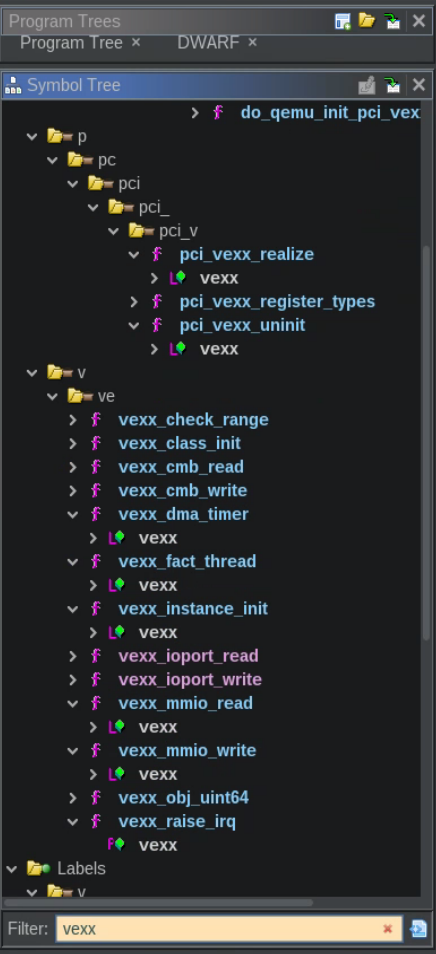 Program Trees
Program Tree × DWARF ×
Symbol Tree
do_qemu_init_pci_vex
p
pc
pci
pci_
pci_v
pci_vexx_realize
vexx
pci_vexx_register_types
pci_vexx_uninit
vexx
v
ve
vexx_check_range
vexx_class_init
vexx_cmb_read
vexx_cmb_write
vexx_dma_timer
vexx
vexx_fact_thread
vexx
vexx_instance_init
vexx
vexx_ioport_read
vexx_ioport_write
vexx_mmio_read
vexx
vexx_mmio_write
vexx
vexx_obj_uint64
vexx_raise_irq
vexx
Labels
v
Filter: vexx